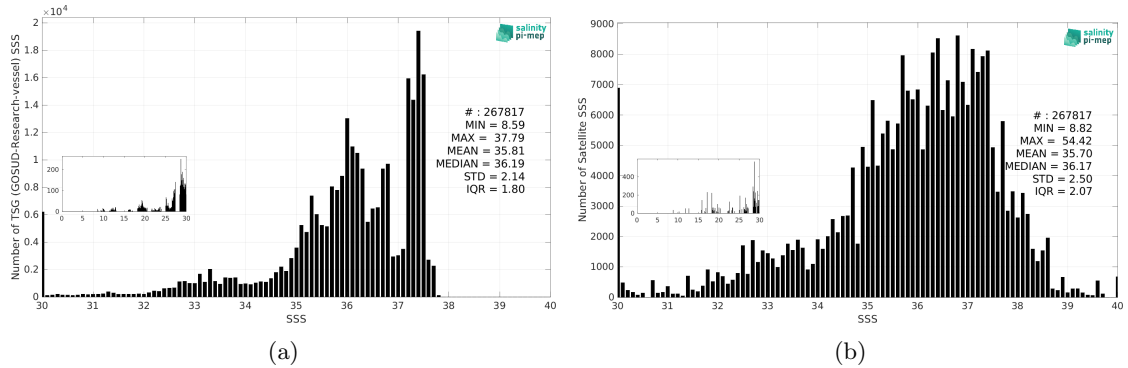 ×10⁴
2
1.8
1.6
1.4
1.2
1
0.8
0.6
0.4
0.2
0
30 31 32 33 34 35 36 37 38 39 40
SSS
Number of TSG (GOSUD-Research-vessel) SSS
salinity
pi-mep
# : 267817
MIN = 8.59
MAX = 37.79
MEAN = 35.81
MEDIAN = 36.19
STD = 2.14
IQR = 1.80
200
100
0
0 5 10 15 20 25 30
(a)
9000
8000
7000
6000
5000
4000
3000
2000
1000
0
30 31 32 33 34 35 36 37 38 39 40
SSS
Number of Satellite SSS
salinity
pi-mep
# : 267817
MIN = 8.82
MAX = 54.42
MEAN = 35.70
MEDIAN = 36.17
STD = 2.50
IQR = 2.07
400
200
0
0 5 10 15 20 25 30
(b)